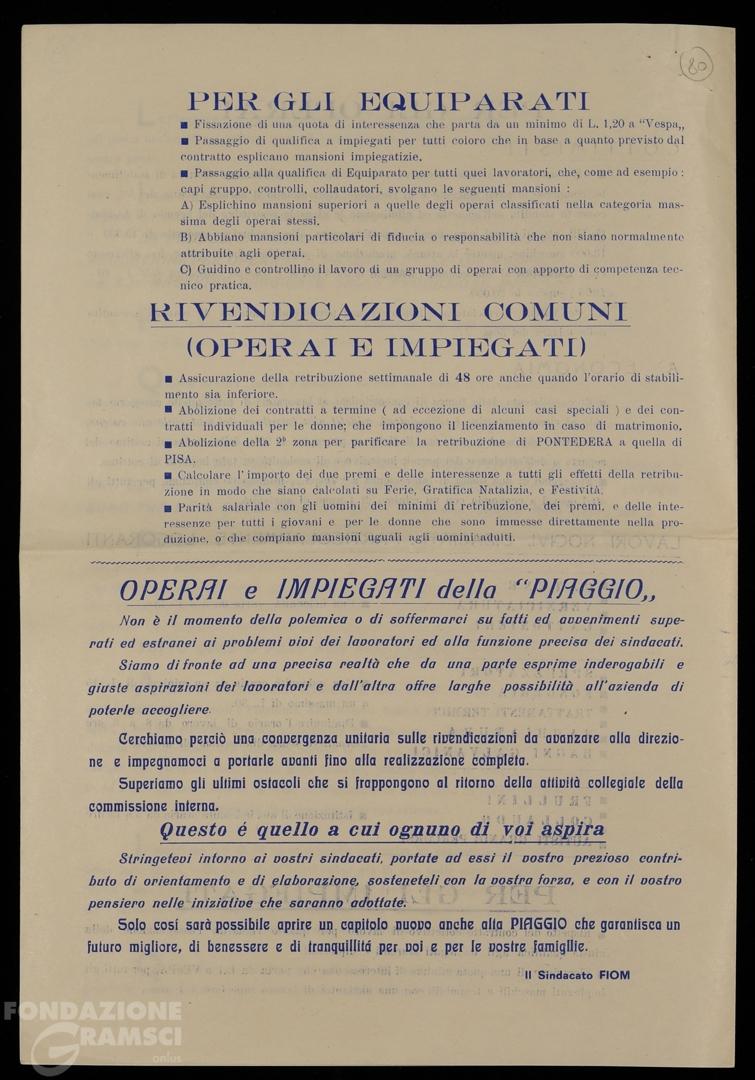 80
PER GLI EQUIPARATI
■ Fissazione di una quota di interessenza che parta da un minimo di L. 1,20 a "Vespa„
■ Passaggio di qualifica a impiegati per tutti coloro che in base a quanto previsto dal
contratto esplicano mansioni impiegatizie.
■ Passaggio alla qualifica di Equiparato per tutti quei lavoratori, che, come ad esempio :
capi gruppo, controlli, collaudatori, svolgano le seguenti mansioni :
A) Esplichino mansioni superiori a quelle degli operai classificati nella categoria mas-
sima degli operai stessi.
B) Abbiano mansioni particolari di fiducia o responsabilità che non siano normalmente
attribuite agli operai.
C) Guidino e controllino il lavoro di un gruppo di operai con apporto di competenza tec-
nico pratica.
RIVENDICAZIONI COMUNI
(OPERAI E IMPIEGATI)
■ Assicurazione della retribuzione settimanale di 48 ore anche quando l'orario di stabili-
mento sia inferiore.
■ Abolizione dei contratti a termine ( ad eccezione di alcuni casi speciali ) e dei con-
tratti individuali per le donne; che impongono il licenziamento in caso di matrimonio.
■ Abolizione della 2ª zona per parificare la retribuzione di PONTEDERA a quella di
PISA.
■ Calcolare l'importo dei due premi e delle interessenze a tutti gli effetti della retribu-
zione in modo che siano calcolati su Ferie, Gratifica Natalizia, e Festività.
■ Parità salariale con gli uomini dei minimi di retribuzione, dei premi, e delle inte-
ressenze per tutti i giovani e per le donne che sono immesse direttamente nella pro-
duzione, o che compiano mansioni uguali agli uomini adulti.
OPERAI e IMPIEGATI della "PIAGGIO„
Non è il momento della polemica o di soffermarci su fatti ed avvenimenti supe-
rati ed estranei ai problemi vivi dei lavoratori ed alla funzione precisa dei sindacati.
Siamo di fronte ad una precisa realtà che da una parte esprime inderogabili e
giuste aspirazioni dei lavoratori e dall'altra offre larghe possibilità all'azienda di
poterle accogliere.
Cerchiamo perciò una convergenza unitaria sulle rivendicazioni da avanzare alla direzio-
ne e impegnamoci a portarle avanti fino alla realizzazione completa.
Superiamo gli ultimi ostacoli che si frappongono al ritorno della attività collegiale della
commissione interna.
Questo é quello a cui ognuno di voi aspira
Stringetevi intorno ai vostri sindacati, portate ad essi il vostro prezioso contri-
buto di orientamento e di elaborazione, sosteneteli con la vostra forza, e con il vostro
pensiero nelle iniziative che saranno adottate.
Solo cosí sarà possibile aprire un capitolo nuovo anche alta PIAGGIO che garantisca un
futuro migliore, di benessere e di tranquillitá per voi e per le vostre famigllie.
Il Sindacato FIOM
FONDAZIONE
GRAMSCI
onlus